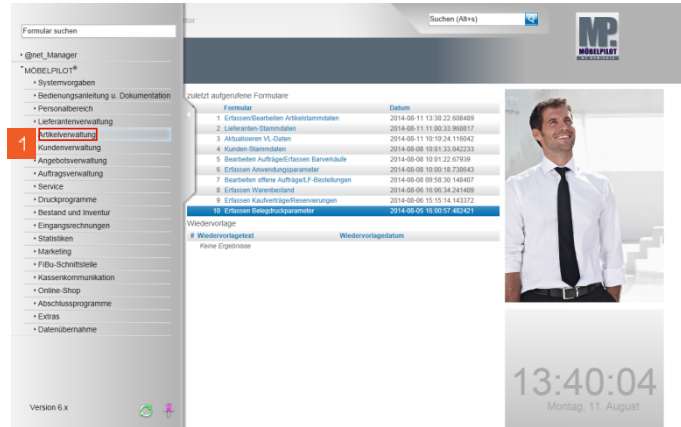 Formular suchen
Suchen (Alt+s)
MP.
MÖBELPILOT
• @net_Manager
MÖBELPILOT®
• Systemvorgaben
• Bedienungsanleitung u. Dokumentation
• Personalbereich
• Lieferantenverwaltung
1
Artikelverwaltung
Kundenverwaltung
• Angebotsverwaltung
• Auftragsverwaltung
• Service
• Druckprogramme
• Bestand und Inventur
• Eingangsrechnungen
• Statistiken
• Marketing
• FiBu-Schnittstelle
• Kassenkommunikation
• Online-Shop
• Abschlussprogramme
• Extras
• Datenübernahme
Version 6.x
zuletzt aufgerufene Formulare
Formular Datum
1 Erfassen/Bearbeiten Artikelstammdaten 2014-08-11 13:38:22.608489
2 Lieferanten-Stammdaten 2014-08-11 11:00:33.960817
3 Aktualisieren VL-Daten 2014-08-11 10:19:24.116042
4 Kunden-Stammdaten 2014-08-08 10:01:33.042233
5 Bearbeiten Aufträge/Erfassen Barverkäufe 2014-08-08 10:01:22.67939
6 Erfassen Anwendungsparameter 2014-08-08 10:00:18.730643
7 Bearbeiten offene Aufträge/LF-Bestellungen 2014-08-08 09:58:30.148407
8 Erfassen Warenbestand 2014-08-06 16:06:34.241409
9 Erfassen Kaufverträge/Reservierungen 2014-08-06 15:15:14.143372
10 Erfassen Belegdruckparameter 2014-08-05 16:00:57.482421
Wiedervorlage
# Wiedervorlagetext Wiedervorlagedatum
Keine Ergebnisse
13:40:04
Montag, 11. August